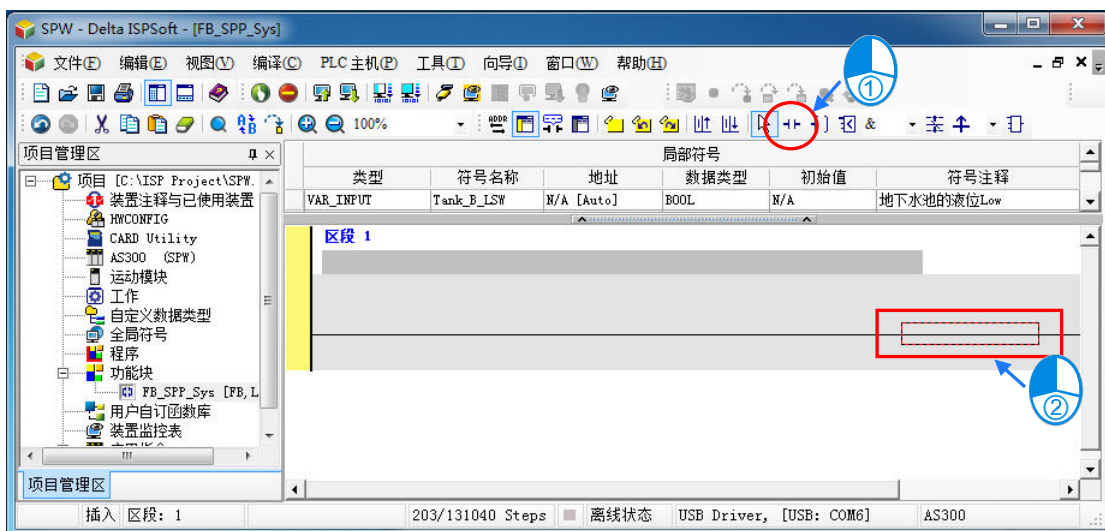 SPW - Delta ISPSoft - [FB_SPP_Sys]
文件(F) 编辑(E) 视图(V) 编译(C) PLC 主机(P) 工具(T) 向导(I) 窗口(W) 帮助(H)
①
100%
项目管理区
局部符号
类型 符号名称 地址 数据类型 初始值 符号注释
VAR_INPUT Tank_B_LSW N/A [Auto] BOOL N/A 地下水池的液位Low
项目 [C:\ISP Project\SPW.
装置注释与已使用装置
HWCONFIG
CARD Utility
AS300 (SPW)
运动模块
工作
自定义数据类型
全局符号
程序
功能块
FB_SPP_Sys [FB,L
用户自订函数库
装置监控表
区段 1
②
项目管理区
插入 区段: 1 203/131040 Steps 离线状态 USB Driver, [USB: COM6] AS300